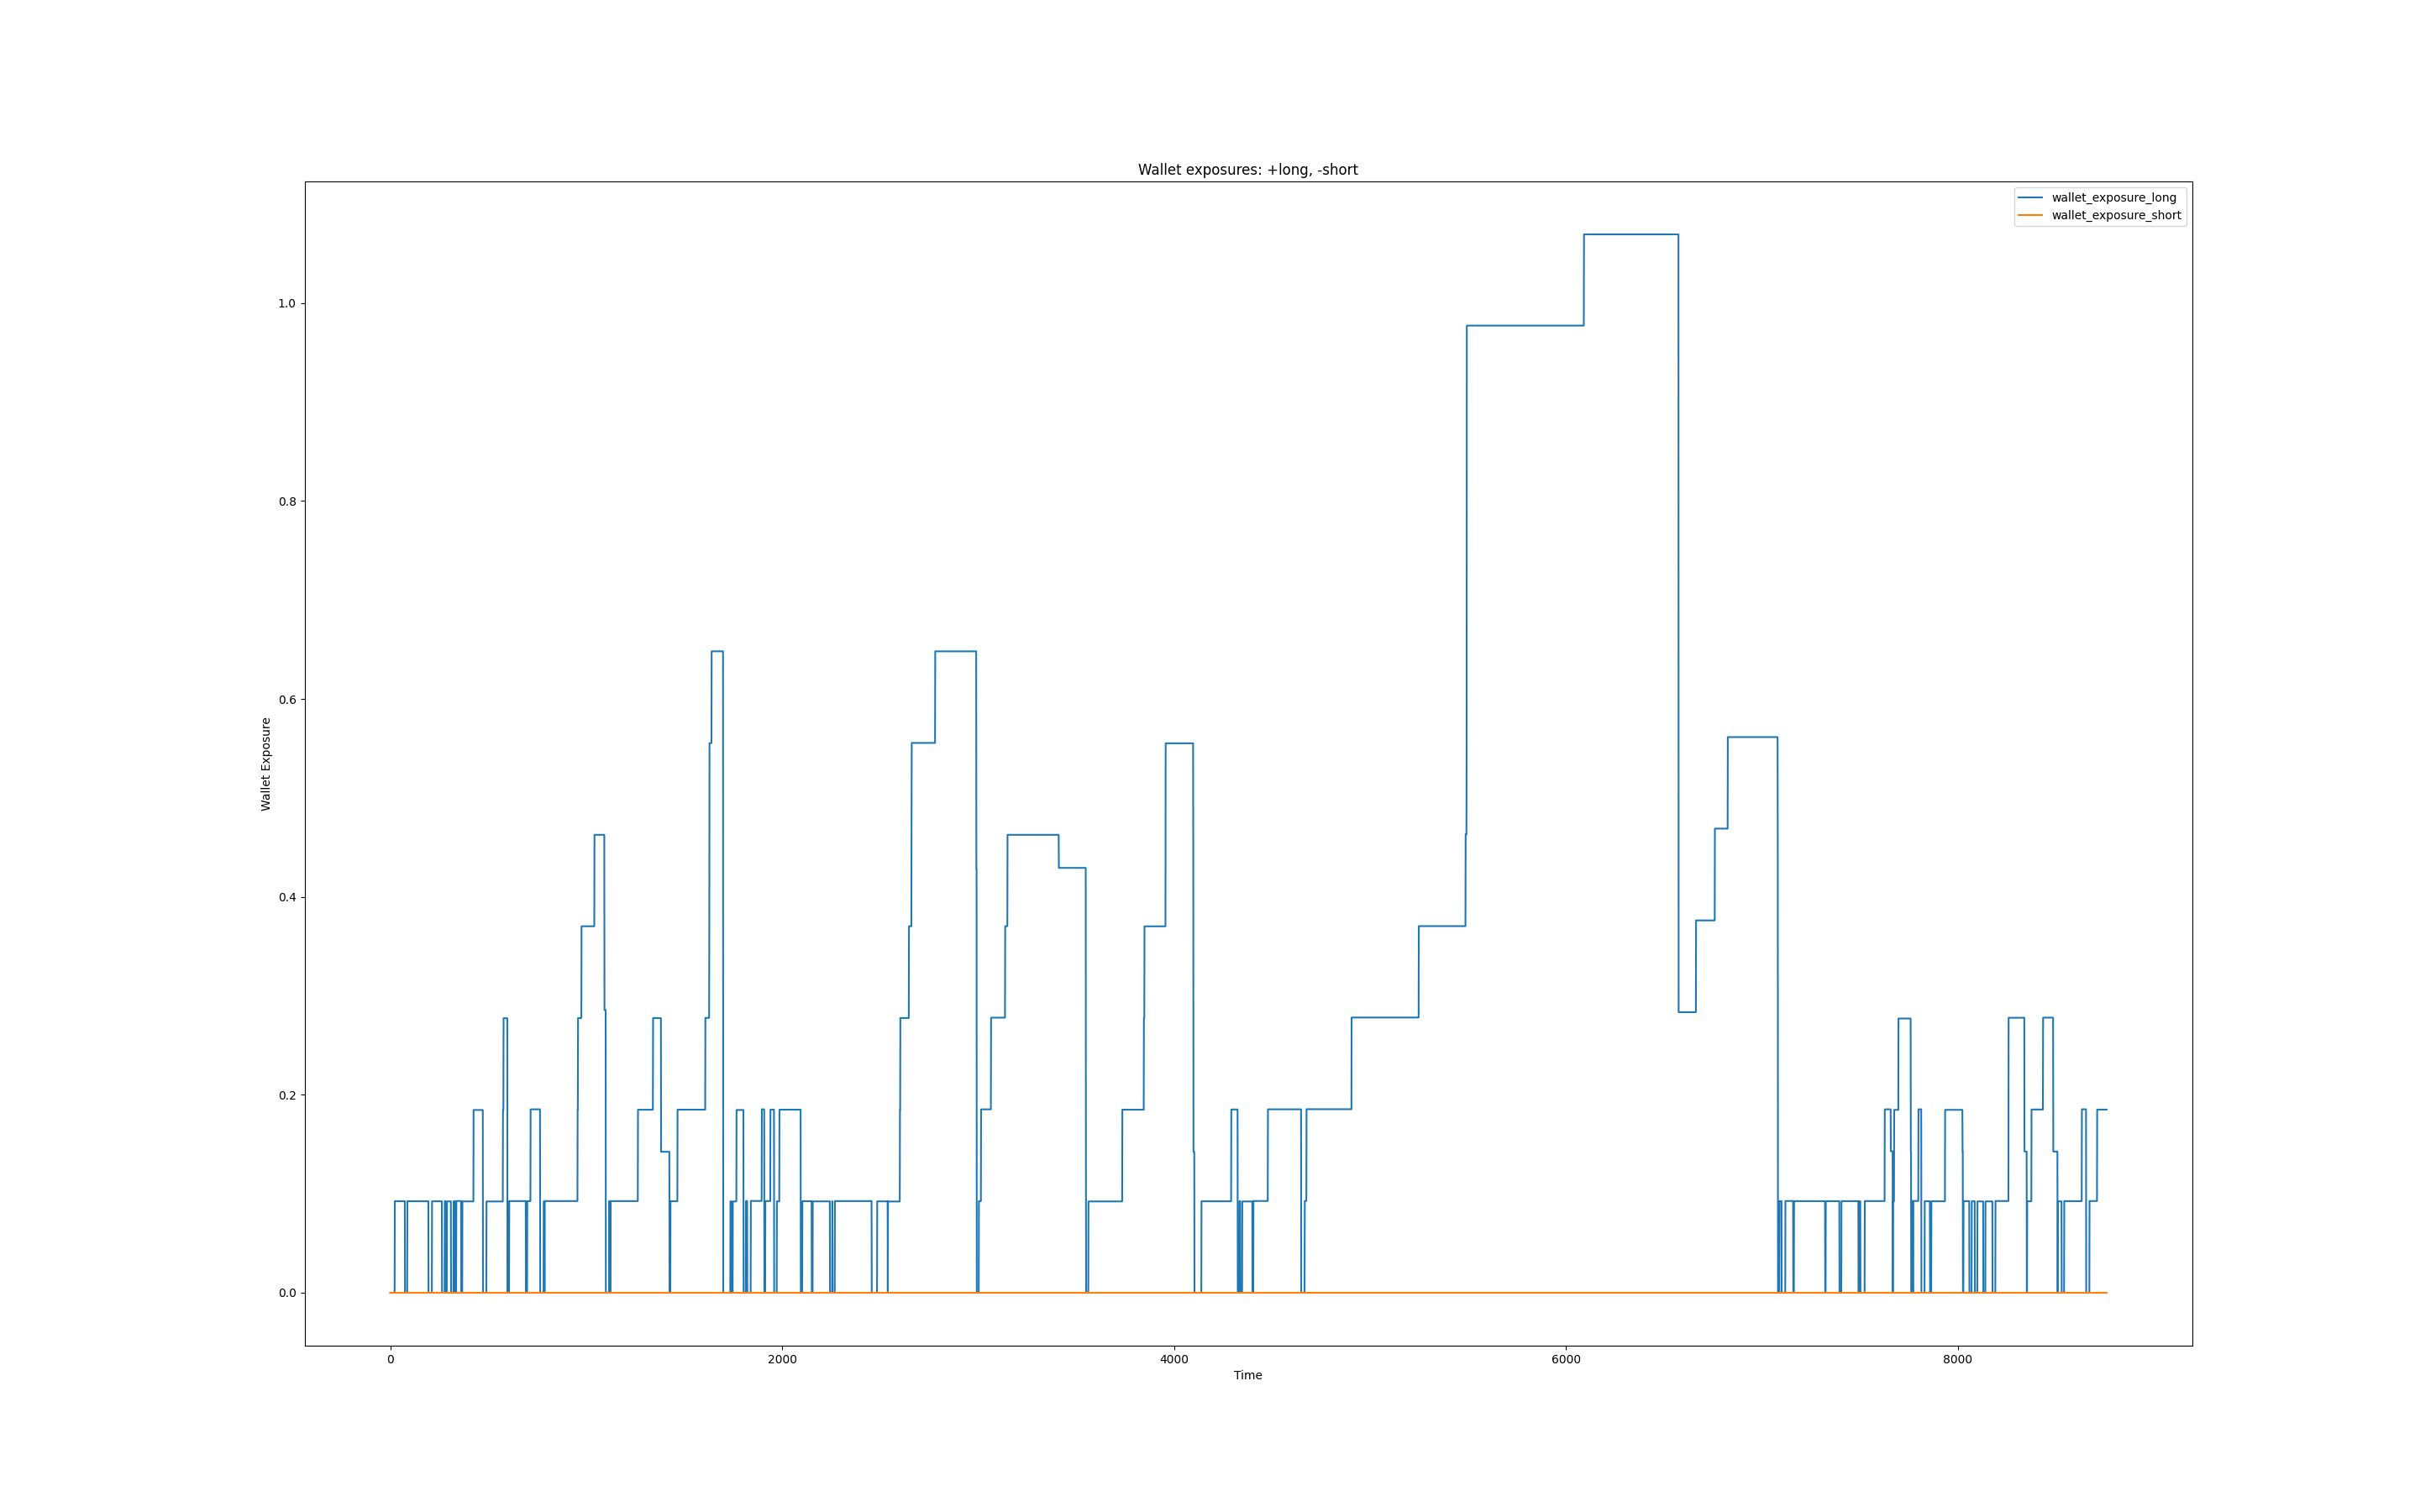 Wallet exposures: +long, -short
wallet_exposure_long
wallet_exposure_short
1.0
0.8
0.6
0.4
0.2
0.0
Wallet Exposure
0
2000
4000
6000
8000
Time